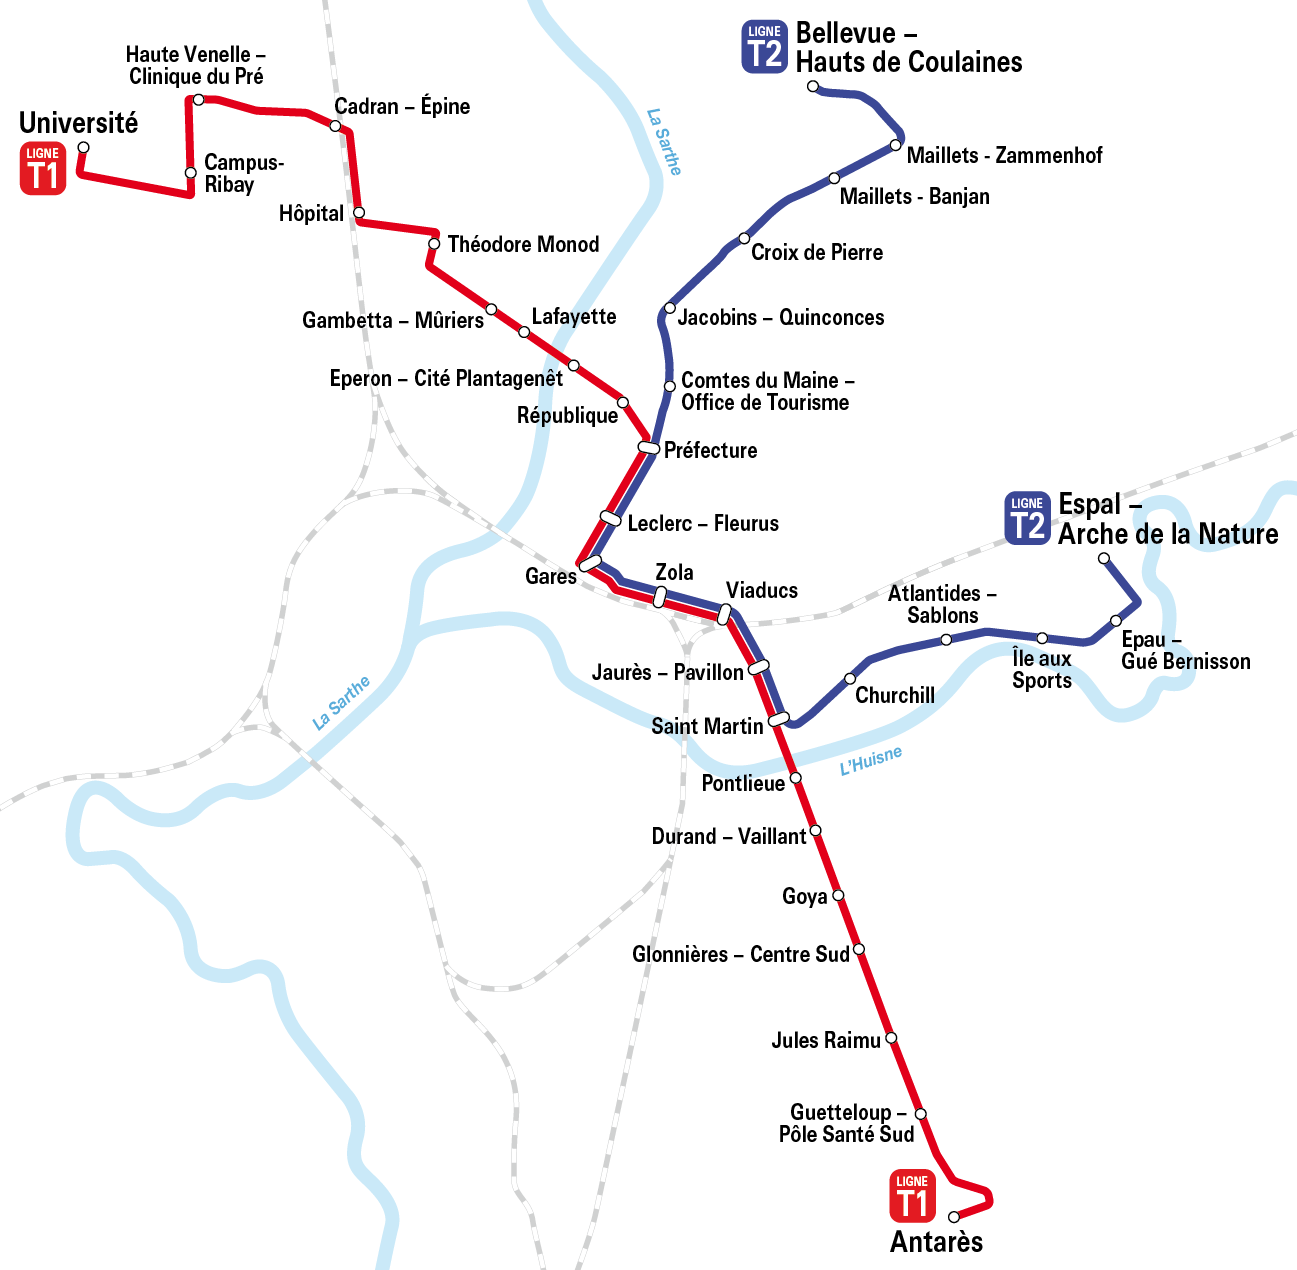 LIGNE
T2
Bellevue –
Hauts de Coulaines
Haute Venelle –
Clinique du Pré
Cadran – Épine
Université
LIGNE
T1
La Sarthe
Maillets - Zammenhof
Campus-
Ribay
Maillets - Banjan
Hôpital
Théodore Monod
Croix de Pierre
Gambetta – Mûriers
Lafayette
Jacobins – Quinconces
Eperon – Cité Plantagenêt
Comtes du Maine –
Office de Tourisme
République
Préfecture
LIGNE
T2
Espal –
Arche de la Nature
Leclerc – Fleurus
Gares
Zola
Viaducs
Atlantides –
Sablons
Epau –
Gué Bernisson
Île aux
Sports
Jaurès – Pavillon
Churchill
La Sarthe
Saint Martin
L'Huisne
Pontlieue
Durand – Vaillant
Goya
Glonnières – Centre Sud
Jules Raimu
Guetteloup –
Pôle Santé Sud
LIGNE
T1
Antarès